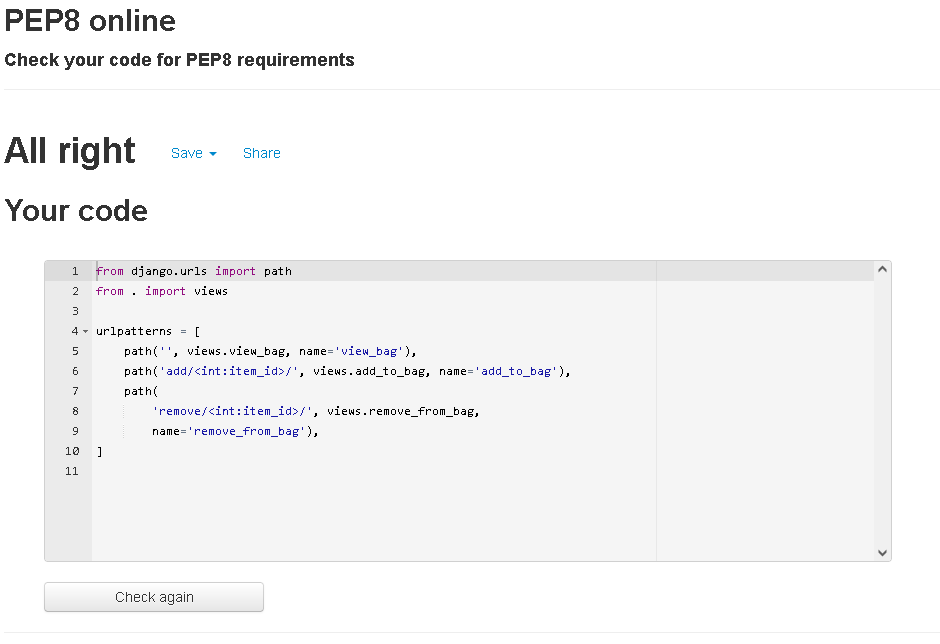 PEP8 online
Check your code for PEP8 requirements
All right Save Share
Your code
1 from django.urls import path
2 from . import views
3
4 urlpatterns = [
5     path('', views.view_bag, name='view_bag'),
6     path('add/<int:item_id>/', views.add_to_bag, name='add_to_bag'),
7     path(
8         'remove/<int:item_id>/', views.remove_from_bag,
9         name='remove_from_bag'),
10 ]
11
Check again